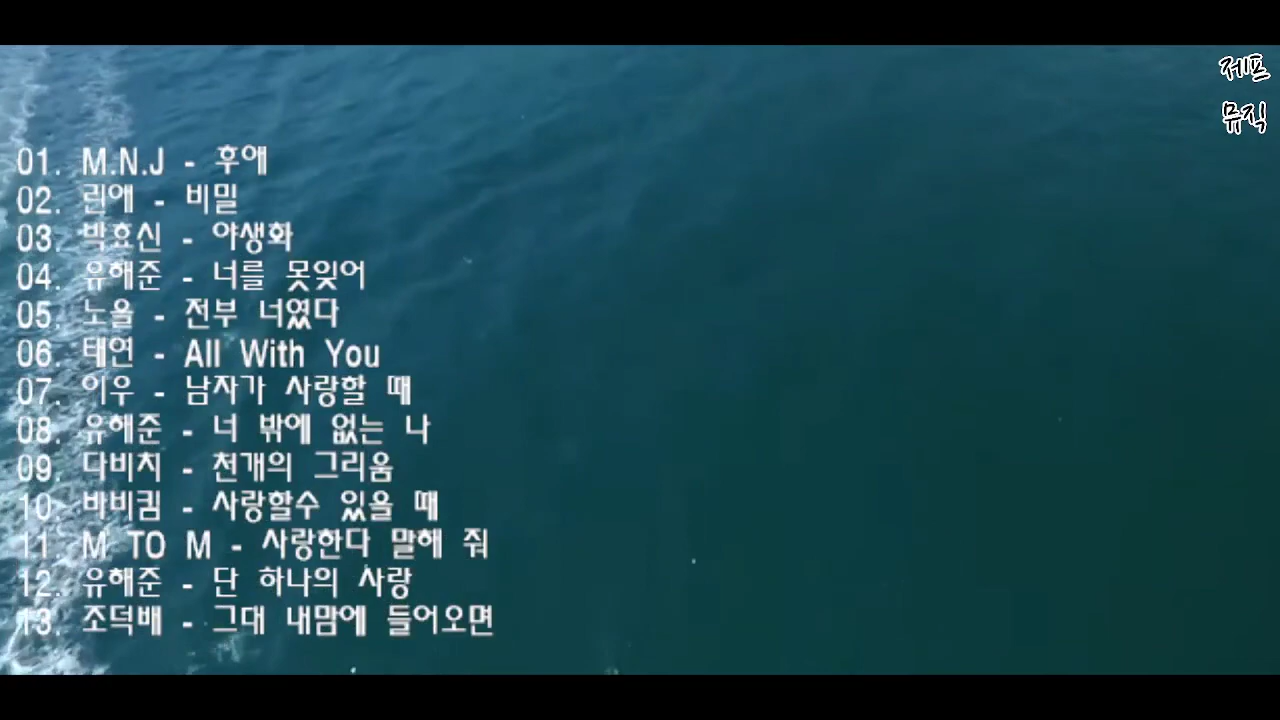 제프
뮤직
01. M.N.J - 후애
02. 린애 - 비밀
03. 박효신 - 야생화
04. 유해준 - 너를 못잊어
05. 노을 - 전부 너였다
06. 태연 - All With You
07. 이우 - 남자가 사랑할 때
08. 유해준 - 너 밖에 없는 나
09. 다비치 - 천개의 그리움
10. 바비킴 - 사랑할수 있을 때
11. M TO M - 사랑한다 말해 줘
12. 유해준 - 단 하나의 사랑
13. 조덕배 - 그대 내맘에 들어오면